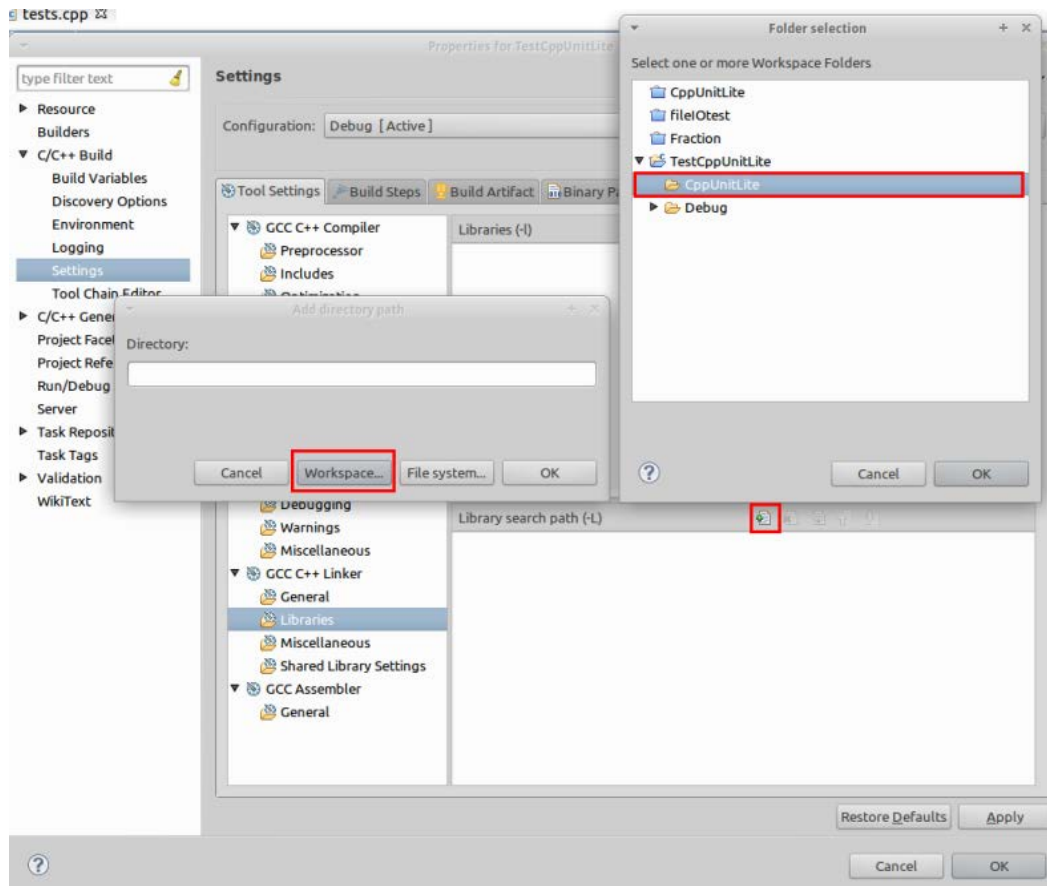 tests.cpp
Properties for TestCppUnitLite
type filter text
Resource
Builders
C/C++ Build
Build Variables
Discovery Options
Environment
Logging
Settings
Tool Chain Editor
C/C++ Gene
Project Face
Project Refe
Run/Debug
Server
Task Reposit
Task Tags
Validation
WikiText
Settings
Configuration: Debug [Active]
Tool Settings Build Steps Build Artifact Binary Pa
GCC C++ Compiler
Preprocessor
Includes
Optimization
Debugging
Warnings
Miscellaneous
GCC C++ Linker
General
Libraries
Miscellaneous
Shared Library Settings
GCC Assembler
General
Libraries (-l)
Library search path (-L)
Add directory path
Directory:
Cancel Workspace... File system... OK
Folder selection
Select one or more Workspace Folders
CppUnitLite
fileIOtest
Fraction
TestCppUnitLite
CppUnitLite
Debug
Cancel OK
Restore Defaults Apply
Cancel OK